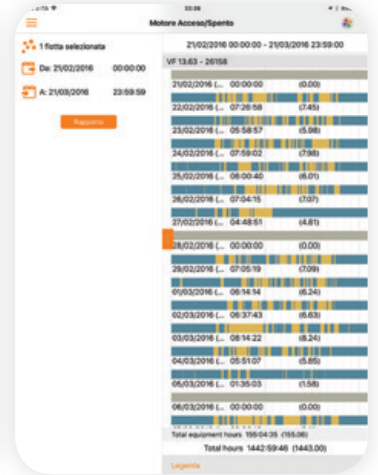 22:28
Motore Acceso/Spento
1 flotta selezionata
Da: 21/02/2016 00:00:00
A: 21/03/2016 23:59:59
Rapporto
21/02/2016 00:00:00 - 21/03/2016 23:59:00
VF 13.63 - 26158
21/02/2016 (... 00:00:00 (0.00)
22/02/2016 (... 07:26:58 (7.45)
23/02/2016 (... 05:58:57 (5.98)
24/02/2016 (... 07:59:02 (7.98)
25/02/2016 (... 06:00:40 (6.01)
26/02/2016 (... 07:04:15 (7.07)
27/02/2016 (... 04:48:51 (4.81)
28/02/2016 (... 00:00:00 (0.00)
29/02/2016 (... 07:05:19 (7.09)
01/03/2016 (... 06:14:14 (6.24)
02/03/2016 (... 06:37:43 (6.63)
03/03/2016 (... 08:14:22 (8.24)
04/03/2016 (... 05:51:07 (5.85)
05/03/2016 (... 01:35:03 (1.58)
06/03/2016 (... 00:00:00 (0.00)
Total equipment hours 155:04:35 (155.08)
Total hours 1442:59:46 (1443.00)
Legenda